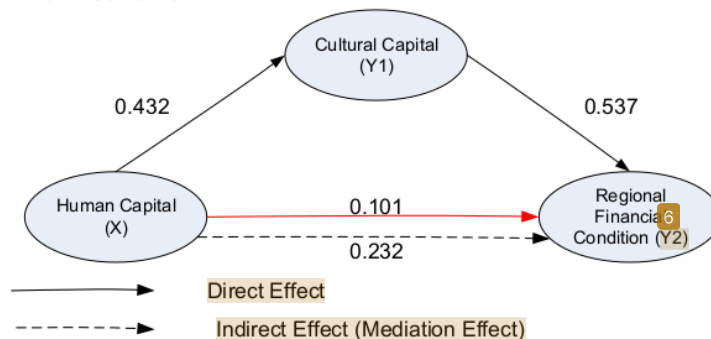 Cultural Capital
(Y1)
0.432
0.537
Human Capital
(X)
0.101
0.232
Regional
Financia 6
Condition (Y2)
Direct Effect
Indirect Effect (Mediation Effect)